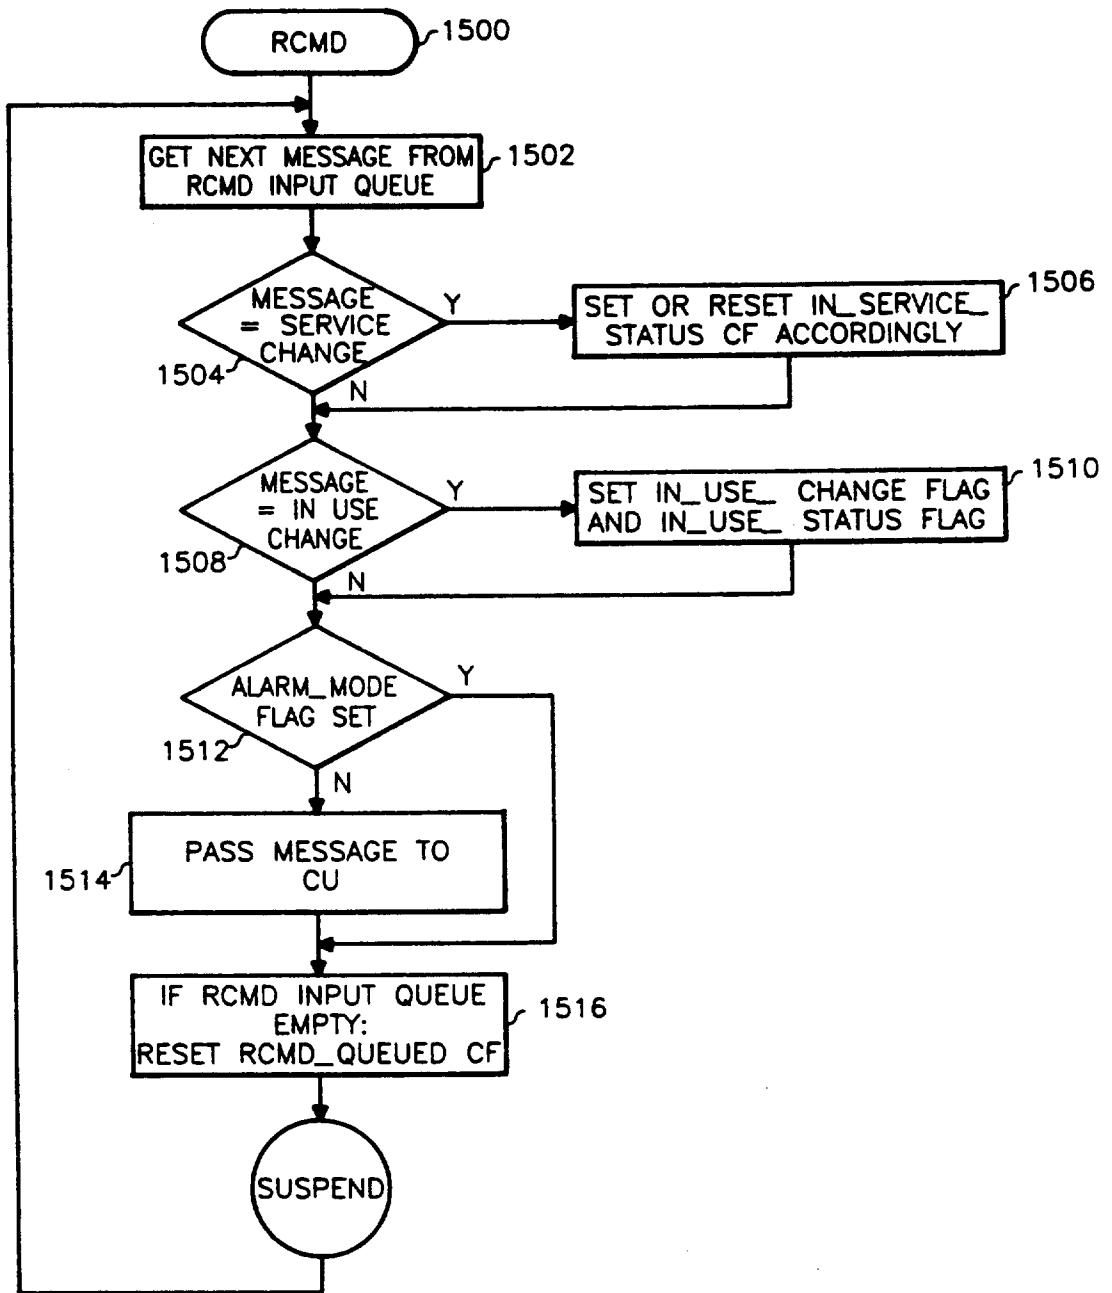 RCMD
1500
GET NEXT MESSAGE FROM
RCMD INPUT QUEUE
1502
MESSAGE
= SERVICE
CHANGE
1504
Y
N
SET OR RESET IN_SERVICE_
STATUS CF ACCORDINGLY
1506
MESSAGE
= IN USE
CHANGE
1508
Y
N
SET IN_USE_ CHANGE FLAG
AND IN_USE_ STATUS FLAG
1510
ALARM_MODE
FLAG SET
1512
Y
N
PASS MESSAGE TO
CU
1514
IF RCMD INPUT QUEUE
EMPTY:
RESET RCMD_QUEUED CF
1516
SUSPEND